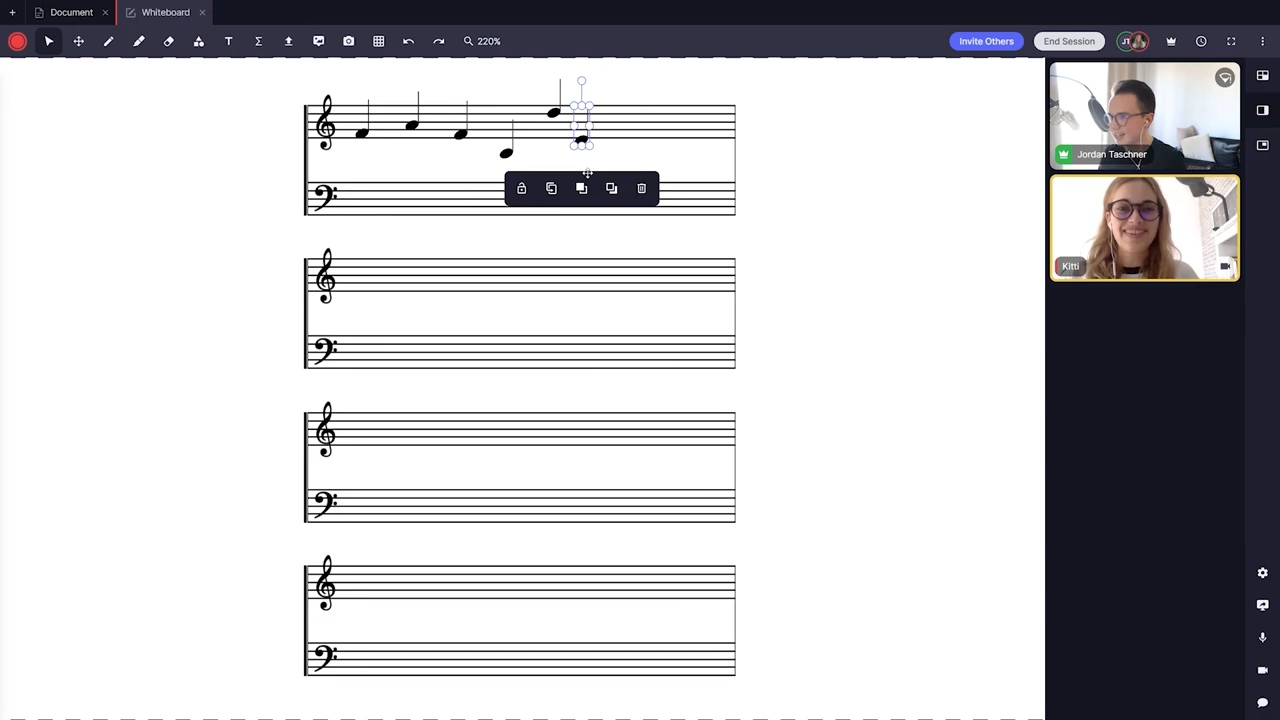 Document
Whiteboard
220%
Invite Others
End Session
JT
Jordan Taschner
Kitti